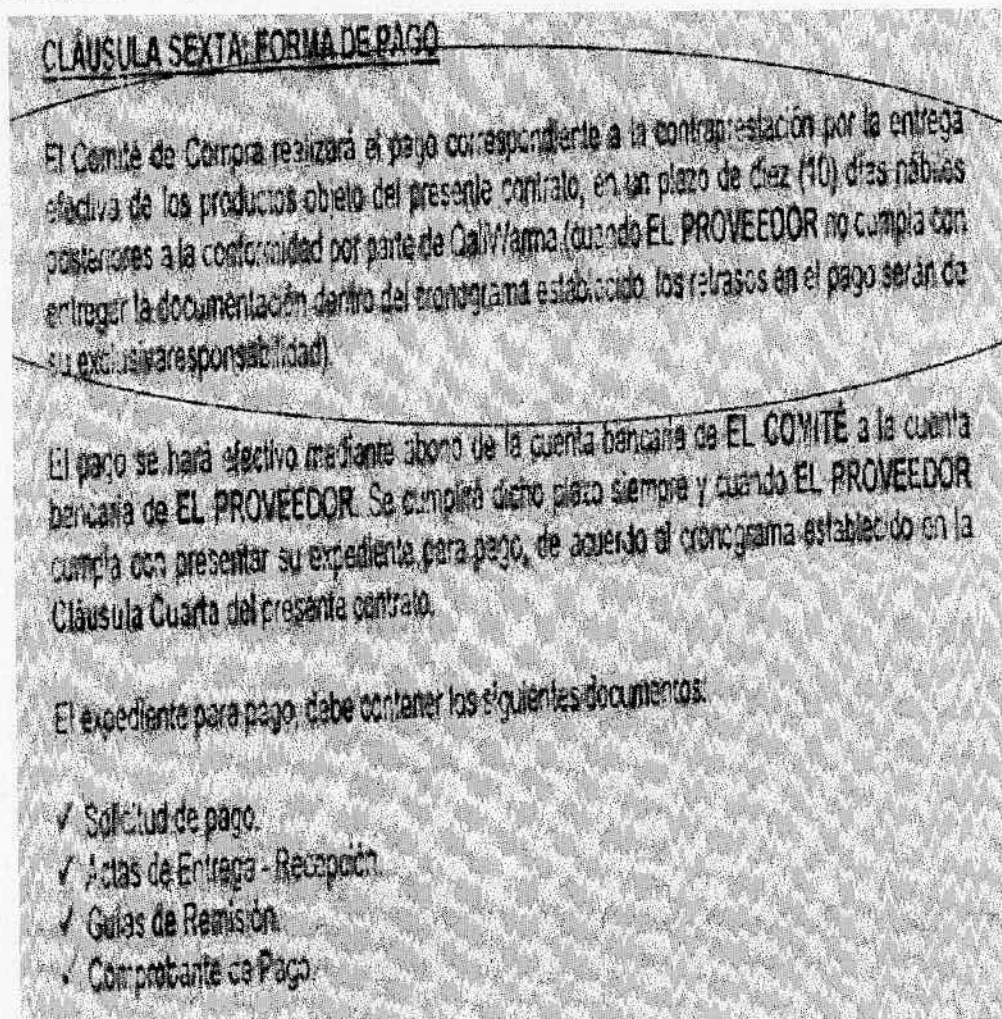 CLÁUSULA SEXTA: FORMA DE PAGO
El Comité de Compra realizará el pago correspondiente a la contraprestación por la entrega
efectiva de los productos objeto del presente contrato, en un plazo de diez (10) días hábiles
posteriores a la conformidad por parte de QaliWarma (cuando EL PROVEEDOR no cumpla con
entregar la documentación dentro del cronograma establecido, los retrasos en el pago serán de
su exclusivaresponsabilidad).
El pago se hará efectivo mediante abono de la cuenta bancaria de EL COMITÉ a la cuenta
bancaria de EL PROVEEDOR. Se cumplirá dicho plazo siempre y cuando EL PROVEEDOR
cumpla con presentar su expediente para pago, de acuerdo al cronograma establecido en la
Cláusula Cuarta del presente contrato.
El expediente para pago, debe contener los siguientes documentos:
✓ Solicitud de pago.
✓ Actas de Entrega - Recepción.
✓ Guías de Remisión.
✓ Comprobante de Pago.